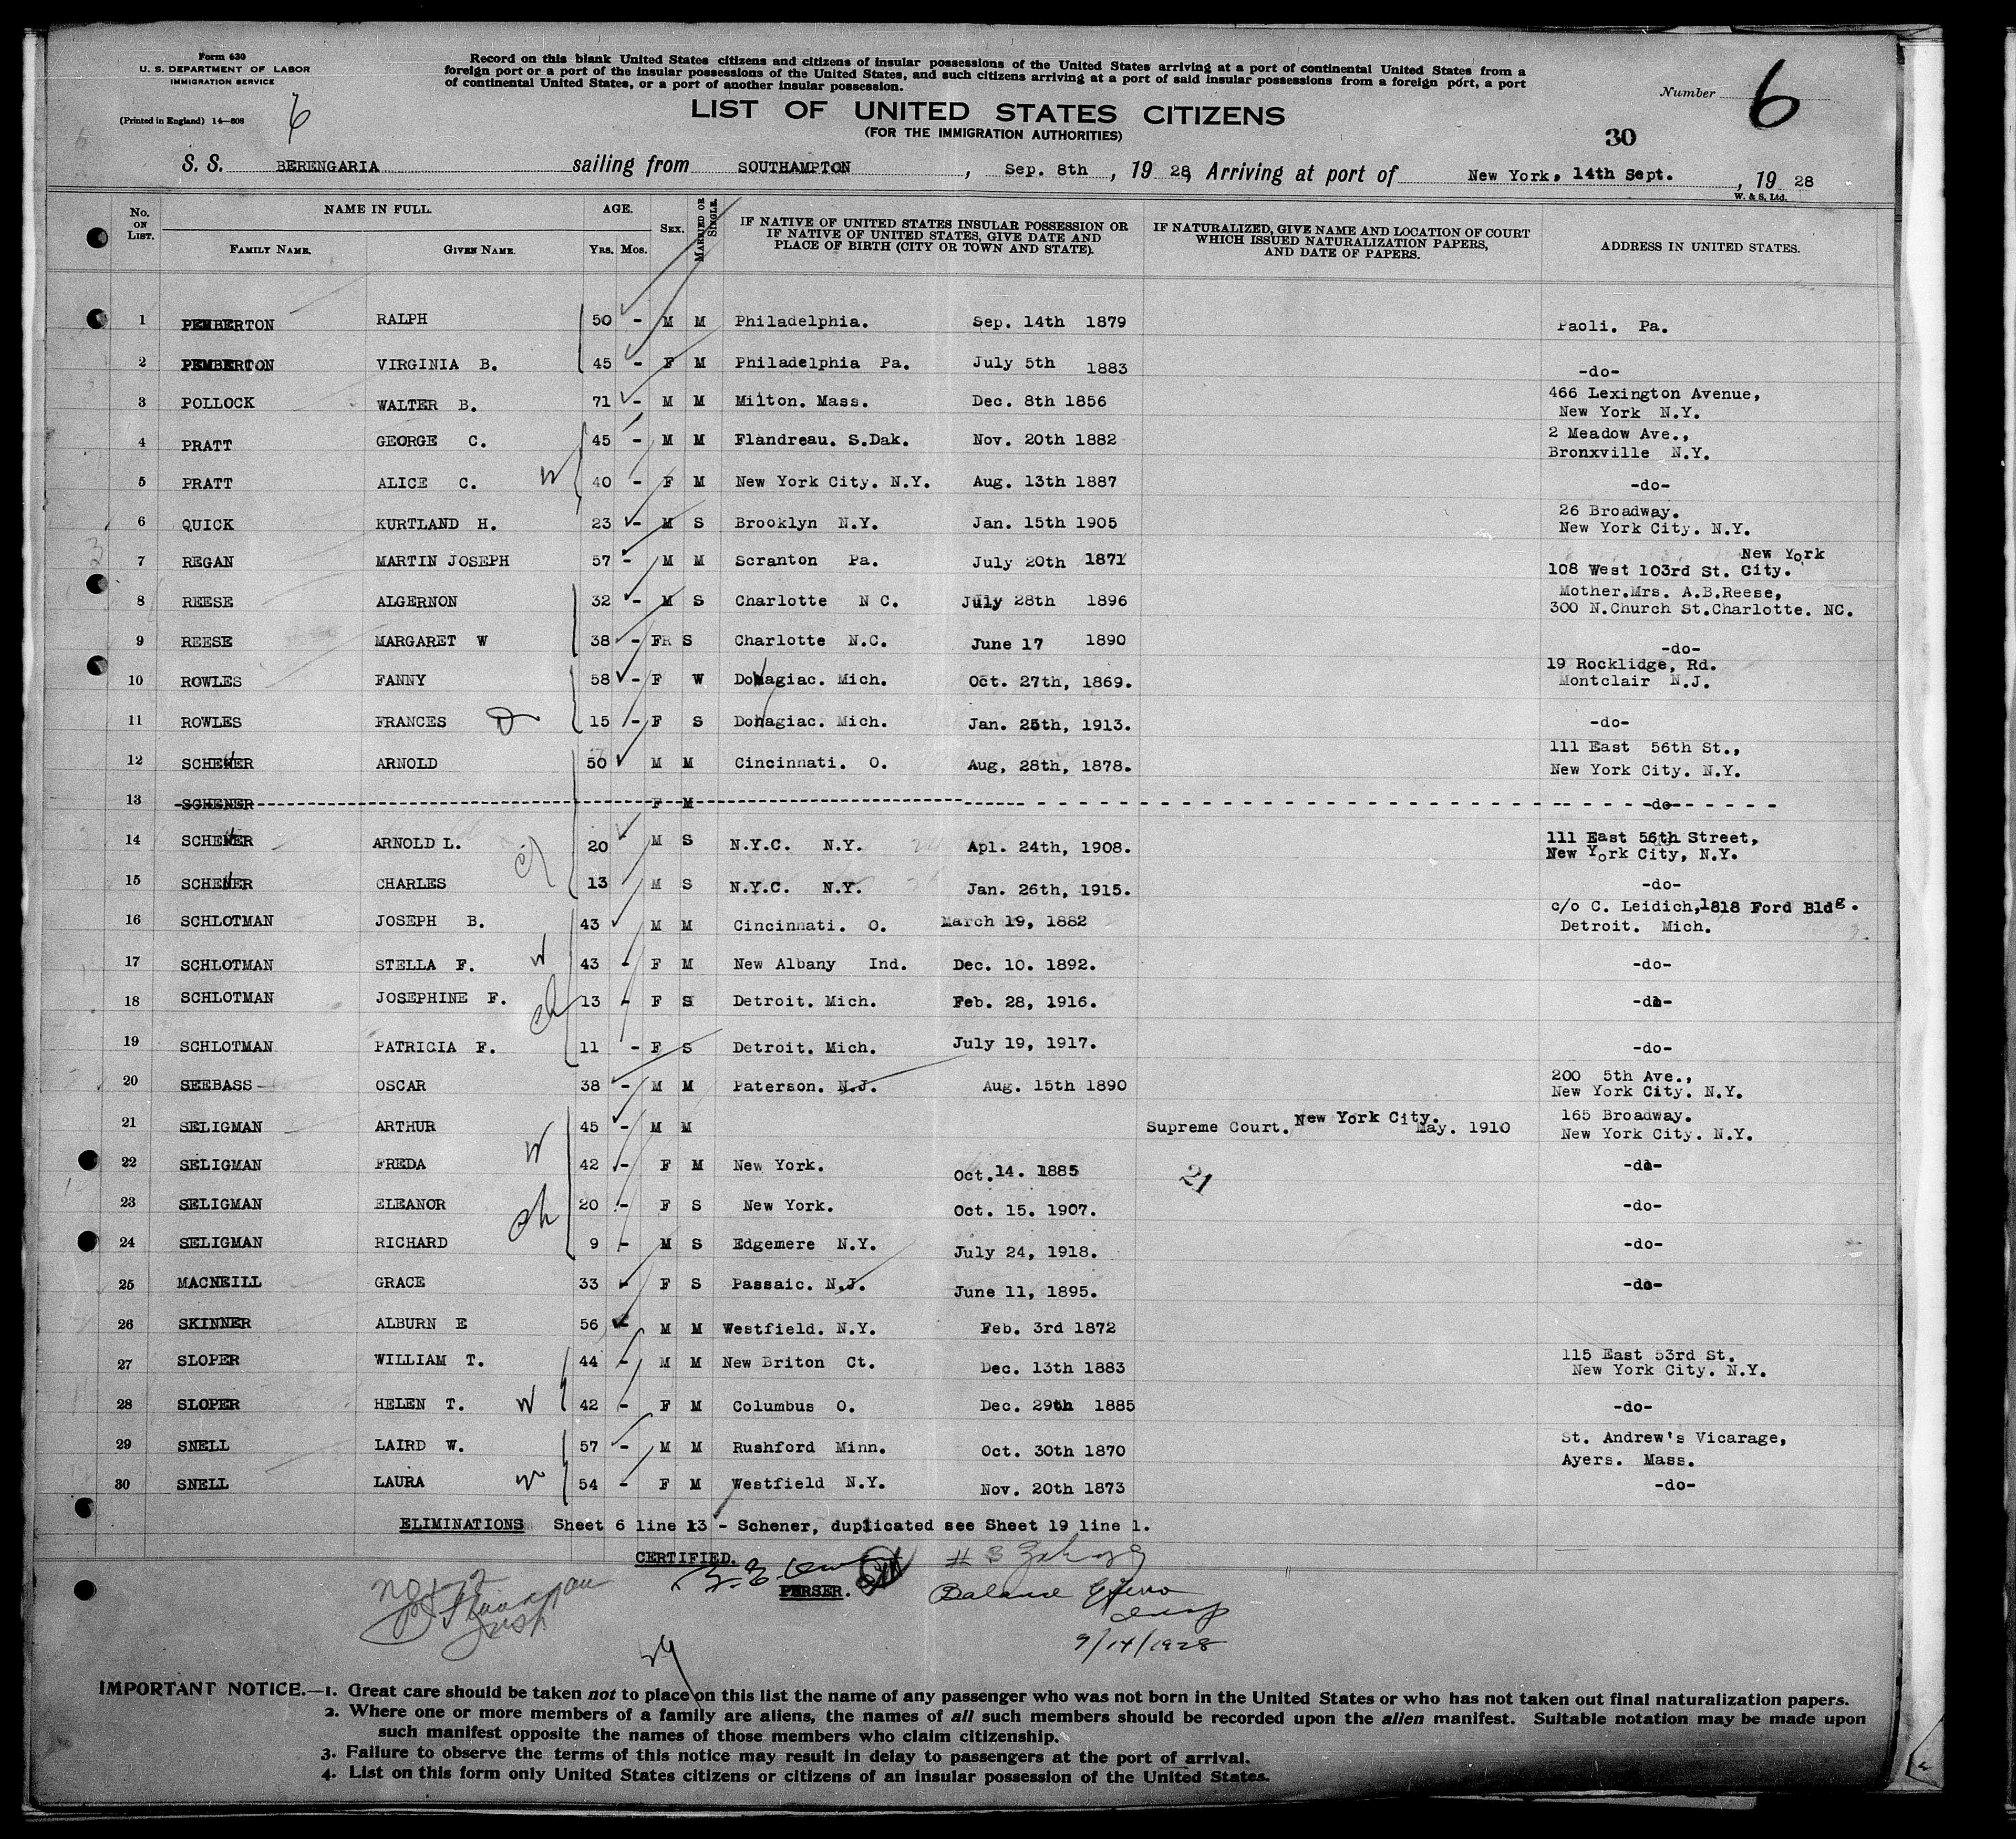 Form 630
U. S. DEPARTMENT OF LABOR
IMMIGRATION SERVICE
(Printed in England) 14—608
6
Record on this blank United States citizens and citizens of insular possessions of the United States arriving at a port of continental United States from a
foreign port or a port of the insular possessions of the United States, and such citizens arriving at a port of said insular possessions from a foreign port, a port
of continental United States, or a port of another insular possession.
LIST OF UNITED STATES CITIZENS
(FOR THE IMMIGRATION AUTHORITIES)
Number 6
30
S. S. BERENGARIA sailing from SOUTHAMPTON, Sep. 8th, 19 28, Arriving at port of New York, 14th Sept., 19 28
W. & S. Ltd.
No. ON LIST. NAME IN FULL. FAMILY NAME. GIVEN NAME. AGE. YRS. MOS. SEX. MARRIED OR SINGLE. IF NATIVE OF UNITED STATES INSULAR POSSESSION OR IF NATIVE OF UNITED STATES, GIVE DATE AND PLACE OF BIRTH (CITY OR TOWN AND STATE). IF NATURALIZED, GIVE NAME AND LOCATION OF COURT WHICH ISSUED NATURALIZATION PAPERS, AND DATE OF PAPERS. ADDRESS IN UNITED STATES.
1 PEMBERTON RALPH 50 - M M Philadelphia. Sep. 14th 1879 Paoli. Pa.
2 PEMBERTON VIRGINIA B. 45 - F M Philadelphia Pa. July 5th 1883 -do-
3 POLLOCK WALTER B. 71 - M M Milton. Mass. Dec. 8th 1856 466 Lexington Avenue,
New York N.Y.
4 PRATT GEORGE C. 45 - M M Flandreau. S.Dak. Nov. 20th 1882 2 Meadow Ave.,
Bronxville N.Y.
5 PRATT ALICE C. W 40 - F M New York City. N.Y. Aug. 13th 1887 -do-
6 QUICK KURTLAND H. 23 - M S Brooklyn N.Y. Jan. 15th 1905 26 Broadway.
New York City. N.Y.
7 REGAN MARTIN JOSEPH 57 - M M Scranton Pa. July 20th 1871 New York
108 West 103rd St. City.
8 REESE ALGERNON 32 - M S Charlotte N C. July 28th 1896 Mother.Mrs. A.B.Reese,
300 N.Church St.Charlotte. NC.
9 REESE MARGARET W 38 - FR S Charlotte N.C. June 17 1890 -do-
10 ROWLES FANNY 58 - F W Dowagiac. Mich. Oct. 27th, 1869. 19 Rocklidge, Rd.
Montclair N.J.
11 ROWLES FRANCES D 15 - F S Dowagiac. Mich. Jan. 25th, 1913. -do-
12 SCHEUER ARNOLD 50 M M Cincinnati. O. Aug, 28th, 1878. 111 East 56th St.,
New York City. N.Y.
13 SCHENER F M -do-
14 SCHEUER ARNOLD L. 20 M S N.Y.C. N.Y. Apl. 24th, 1908. 111 East 56th Street,
New York City, N.Y.
15 SCHEUER CHARLES 13 M S N.Y.C. N.Y. Jan. 26th, 1915. -do-
16 SCHLOTMAN JOSEPH B. 43 M M Cincinnati. O. March 19, 1882 c/o C. Leidich,1818 Ford Bldg.
Detroit. Mich.
17 SCHLOTMAN STELLA F. W 43 - F M New Albany Ind. Dec. 10. 1892. -do-
18 SCHLOTMAN JOSEPHINE F. ch 13 - F S Detroit. Mich. Feb. 28, 1916. -do-
19 SCHLOTMAN PATRICIA F. 11 - F S Detroit. Mich. July 19, 1917. -do-
20 SEEBASS OSCAR 38 - M M Paterson. N.J. Aug. 15th 1890 200 5th Ave.,
New York City. N.Y.
21 SELIGMAN ARTHUR 45 - M M Supreme Court. New York City. May. 1910 165 Broadway.
New York City. N.Y.
22 SELIGMAN FREDA W 42 - F M New York. Oct.14. 1885 21 -do-
23 SELIGMAN ELEANOR ch 20 - F S New York. Oct. 15. 1907. -do-
24 SELIGMAN RICHARD 9 - M S Edgemere N.Y. July 24, 1918. -do-
25 MACNEILL GRACE 33 - F S Passaic. N.J. June 11, 1895. -do-
26 SKINNER ALBURN E 56 - M M Westfield. N.Y. Feb. 3rd 1872
27 SLOPER WILLIAM T. 44 - M M New Briton Ct. Dec. 13th 1883 115 East 53rd St.
New York City. N.Y.
28 SLOPER HELEN T. W 42 - F M Columbus O. Dec. 29th 1885 -do-
29 SNELL LAIRD W. 57 - M M Rushford Minn. Oct. 30th 1870 St. Andrew's Vicarage,
Ayers. Mass.
30 SNELL LAURA W 54 - F M Westfield N.Y. Nov. 20th 1873 -do-
ELIMINATIONS Sheet 6 line 13 - Schener, duplicated see Sheet 19 line 1.
CERTIFIED.
PURSER.
9/14/1928
29
IMPORTANT NOTICE.—1. Great care should be taken not to place on this list the name of any passenger who was not born in the United States or who has not taken out final naturalization papers.
2. Where one or more members of a family are aliens, the names of all such members should be recorded upon the alien manifest. Suitable notation may be made upon
such manifest opposite the names of those members who claim citizenship.
3. Failure to observe the terms of this notice may result in delay to passengers at the port of arrival.
4. List on this form only United States citizens or citizens of an insular possession of the United States.